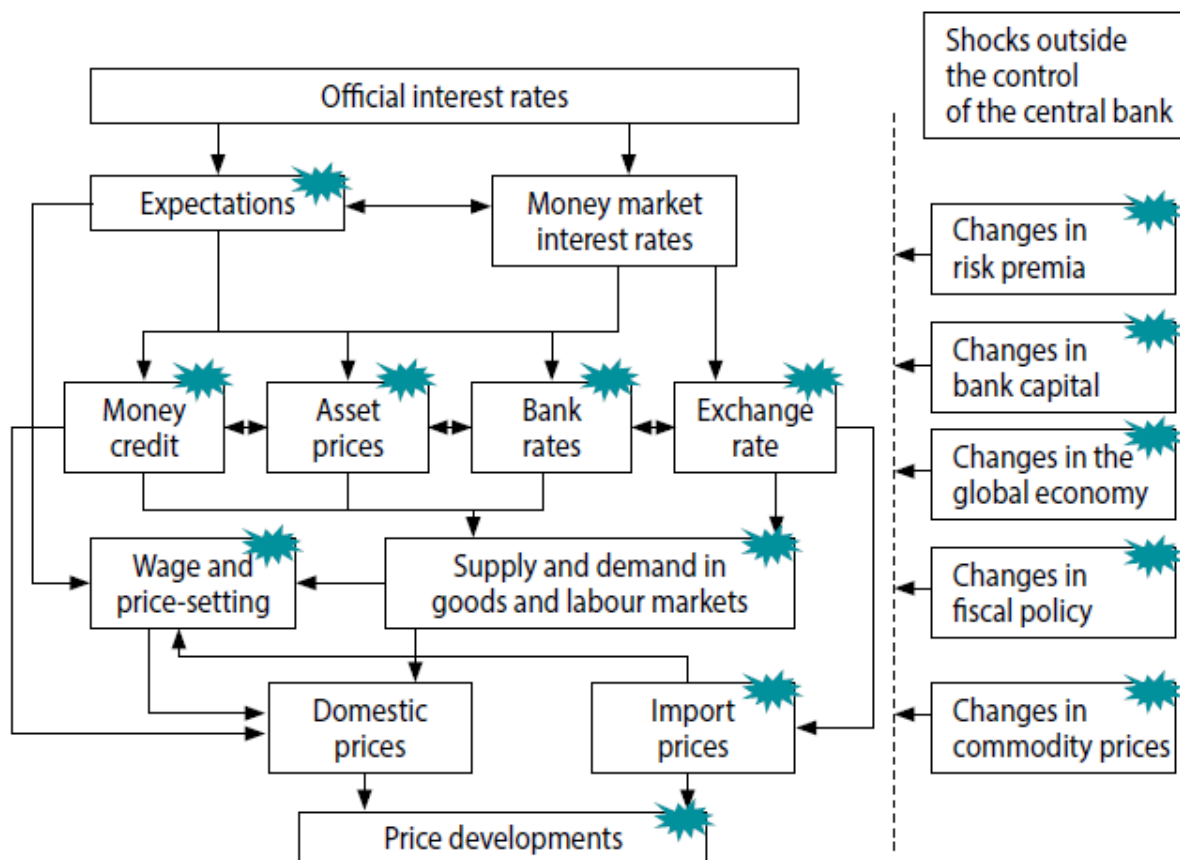 Shocks outside
the control
of the central bank
Official interest rates
Expectations
Money market
interest rates
Changes in
risk premia
Changes in
bank capital
Money
credit
Asset
prices
Bank
rates
Exchange
rate
Changes in the
global economy
Wage and
price-setting
Supply and demand in
goods and labour markets
Changes in
fiscal policy
Domestic
prices
Import
prices
Changes in
commodity prices
Price developments